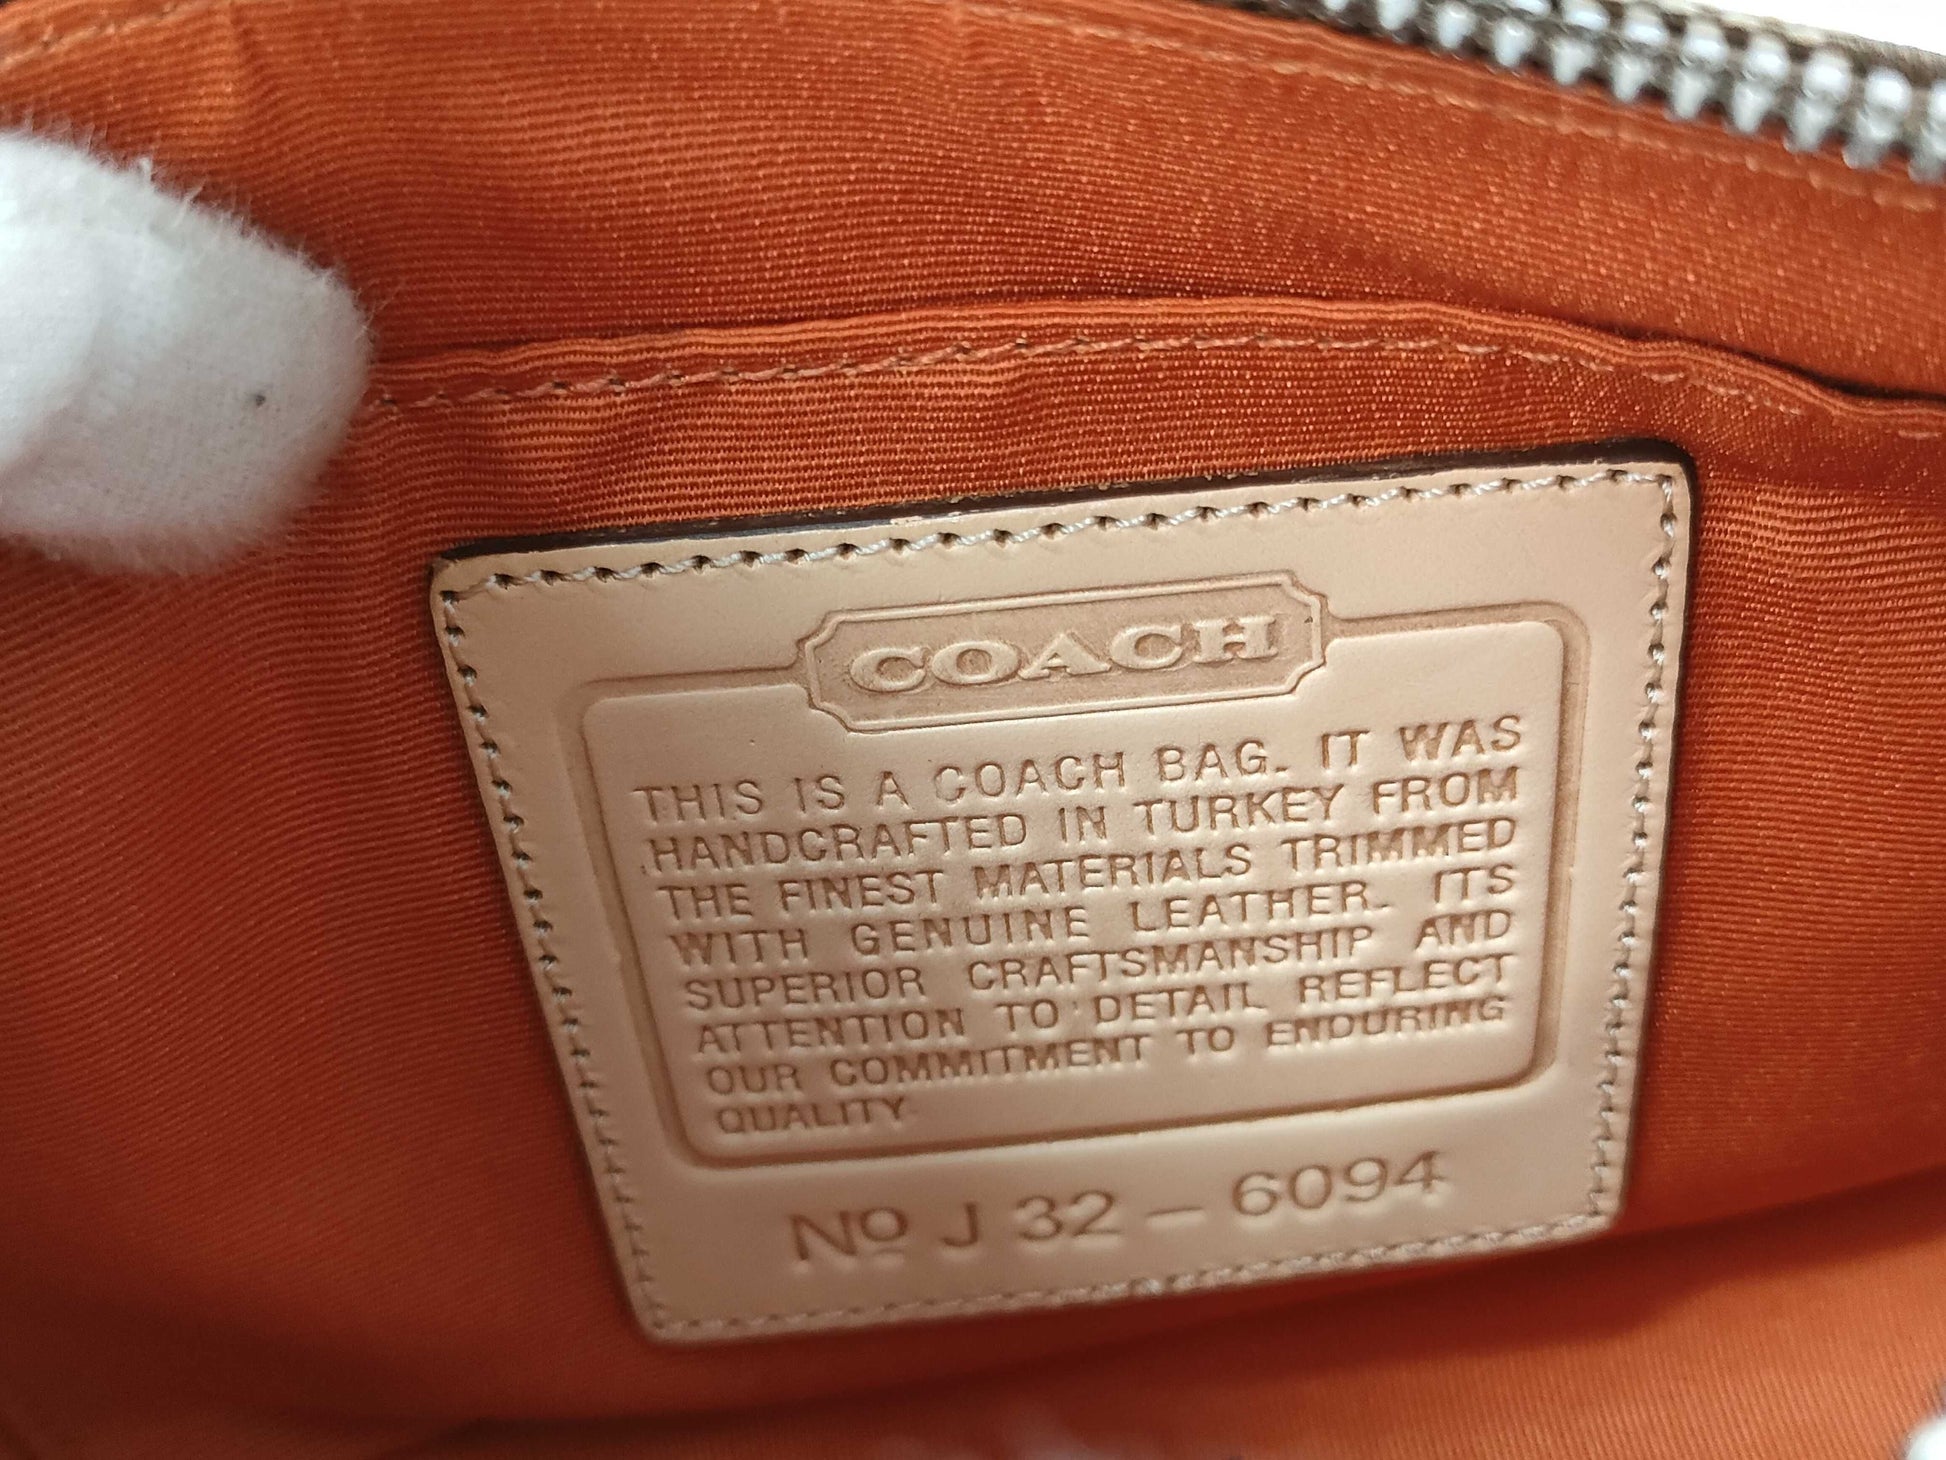 COACH
THIS IS A COACH BAG. IT WAS
HANDCRAFTED IN TURKEY FROM
THE FINEST MATERIALS TRIMMED
WITH GENUINE LEATHER. ITS
SUPERIOR CRAFTSMANSHIP AND
ATTENTION TO DETAIL REFLECT
OUR COMMITMENT TO ENDURING
QUALITY.
Nº J32-6094